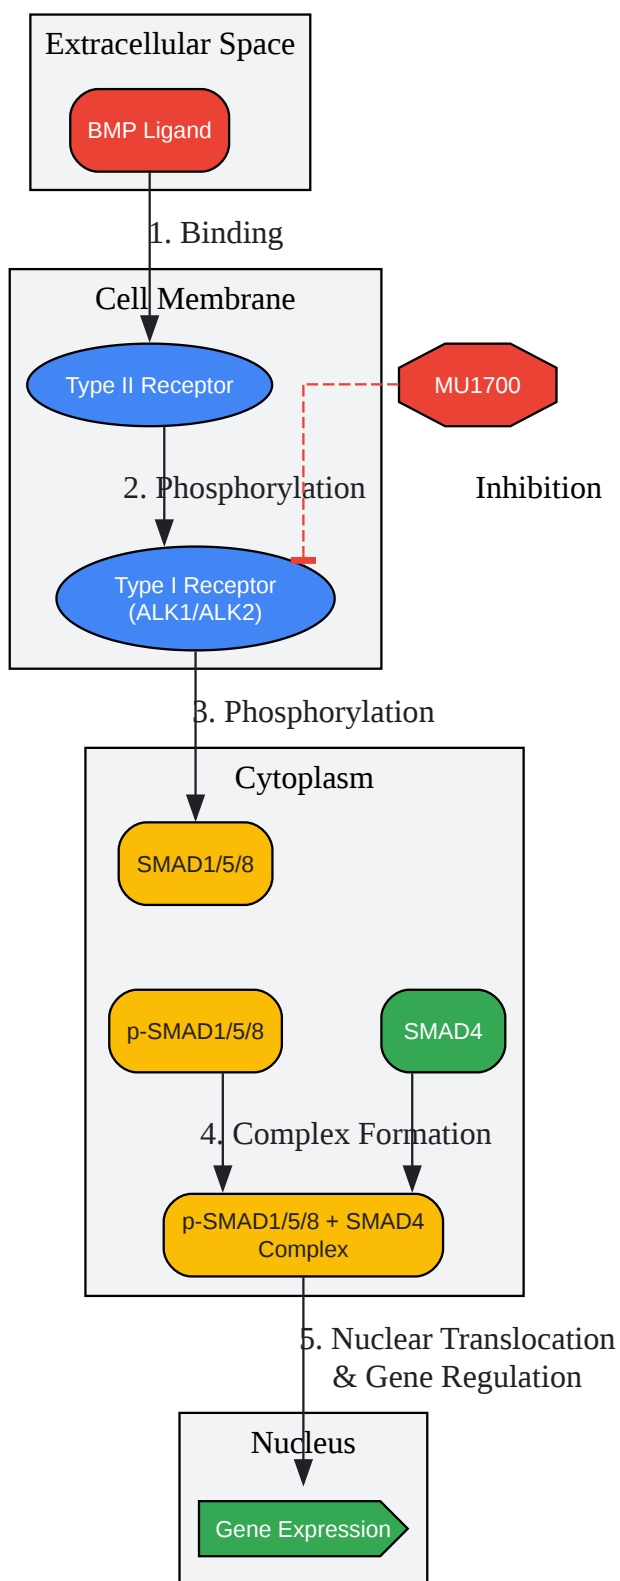 Extracellular Space
BMP Ligand
1. Binding
Cell Membrane
Type II Receptor
MU1700
2. Phosphorylation
Inhibition
Type I Receptor
(ALK1/ALK2)
3. Phosphorylation
Cytoplasm
SMAD1/5/8
p-SMAD1/5/8
SMAD4
4. Complex Formation
p-SMAD1/5/8 + SMAD4
Complex
5. Nuclear Translocation
& Gene Regulation
Nucleus
Gene Expression